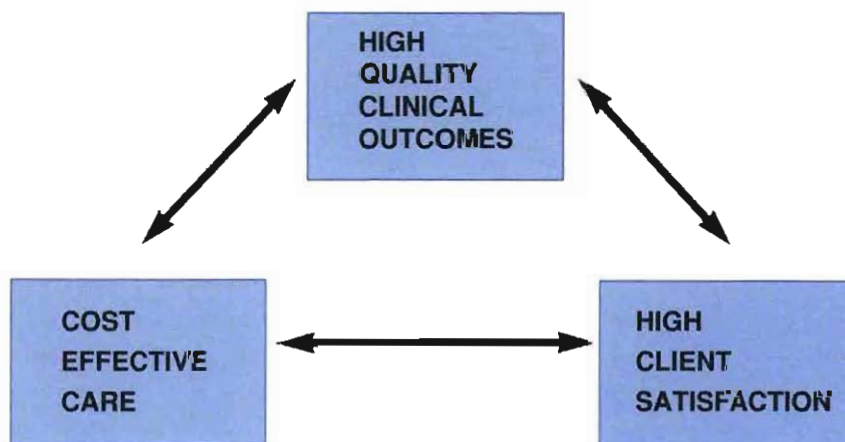 HIGH
QUALITY
CLINICAL
OUTCOMES
COST
EFFECTIVE
CARE
HIGH
CLIENT
SATISFACTION